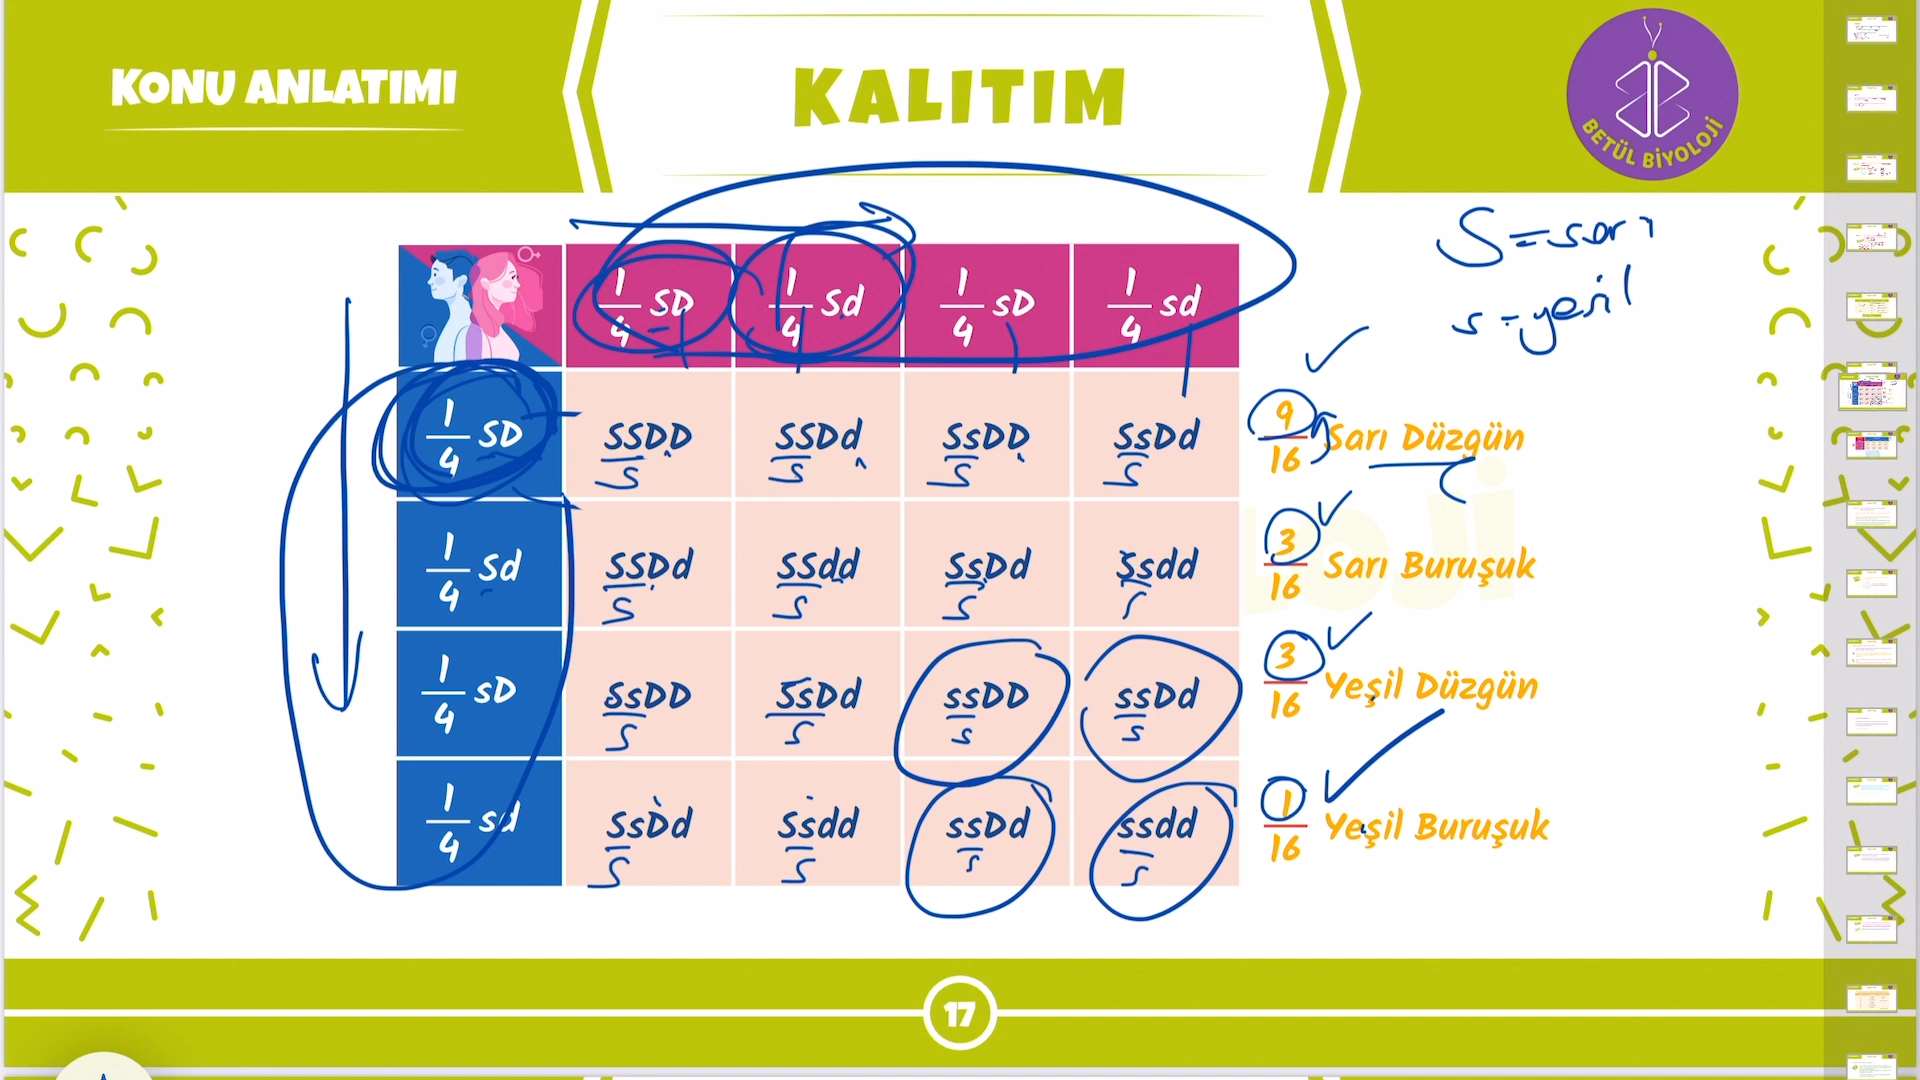 KONU ANLATIMI
KALITIM
BETÜL BİYOLOJİ
S=sarı
s=yeşil
1/4 SD
1/4 Sd
1/4 sD
1/4 sd
1/4 SD
SSDD
SSDd
SsDD
SsDd
9/16 Sarı Düzgün
S
S
S
S
1/4 Sd
SSDd
SSdd
SsDd
Ssdd
3/16 Sarı Buruşuk
S
S
S
S
1/4 sD
SsDD
SsDd
ssDD
ssDd
3/16 Yeşil Düzgün
S
S
s
s
1/4 sd
SsDd
Ssdd
ssDd
ssdd
1/16 Yeşil Buruşuk
S
S
s
s
17